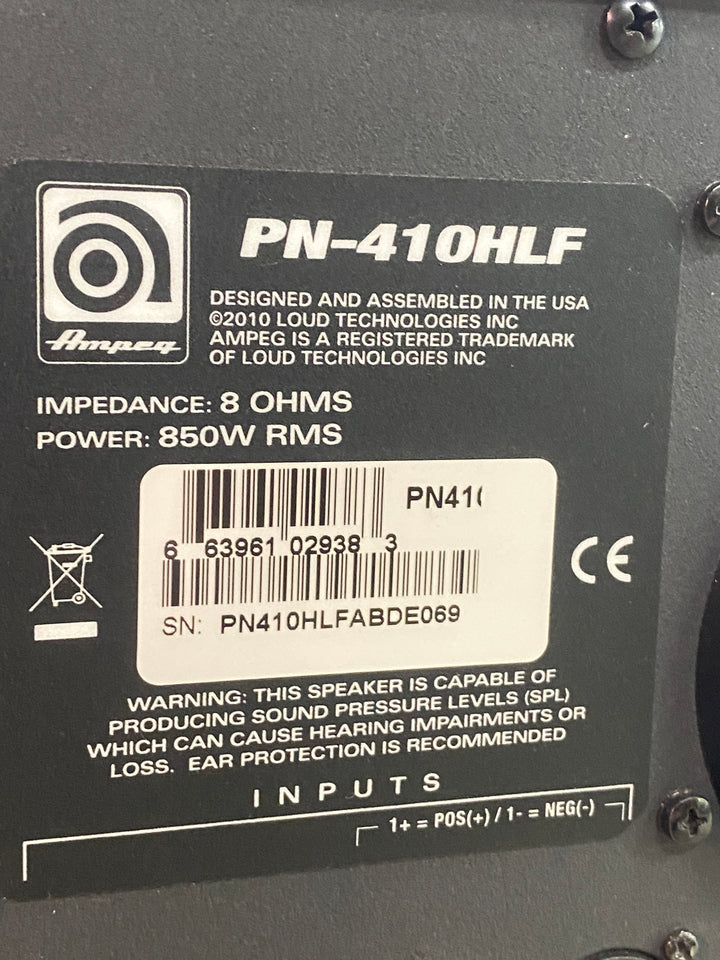 Ampeg
PN-410HLF
DESIGNED AND ASSEMBLED IN THE USA
©2010 LOUD TECHNOLOGIES INC
AMPEG IS A REGISTERED TRADEMARK
OF LOUD TECHNOLOGIES INC
IMPEDANCE: 8 OHMS
POWER: 850W RMS
PN41
6 63961 02938 3
SN: PN410HLFABDE069
CE
WARNING: THIS SPEAKER IS CAPABLE OF
PRODUCING SOUND PRESSURE LEVELS (SPL)
WHICH CAN CAUSE HEARING IMPAIRMENTS OR
LOSS. EAR PROTECTION IS RECOMMENDED
INPUTS
1+ = POS(+) / 1- = NEG(-)